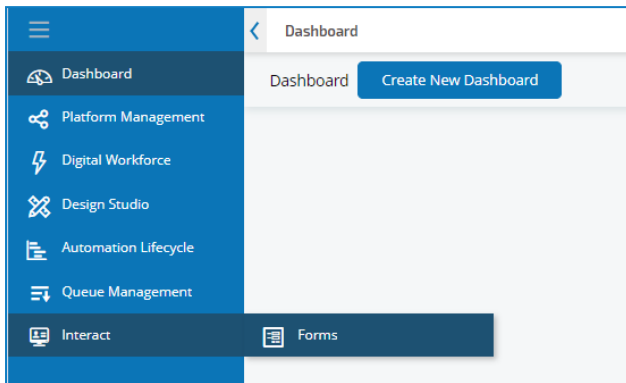 Dashboard
Dashboard
Create New Dashboard
Dashboard
Platform Management
Digital Workforce
Design Studio
Automation Lifecycle
Queue Management
Interact
Forms